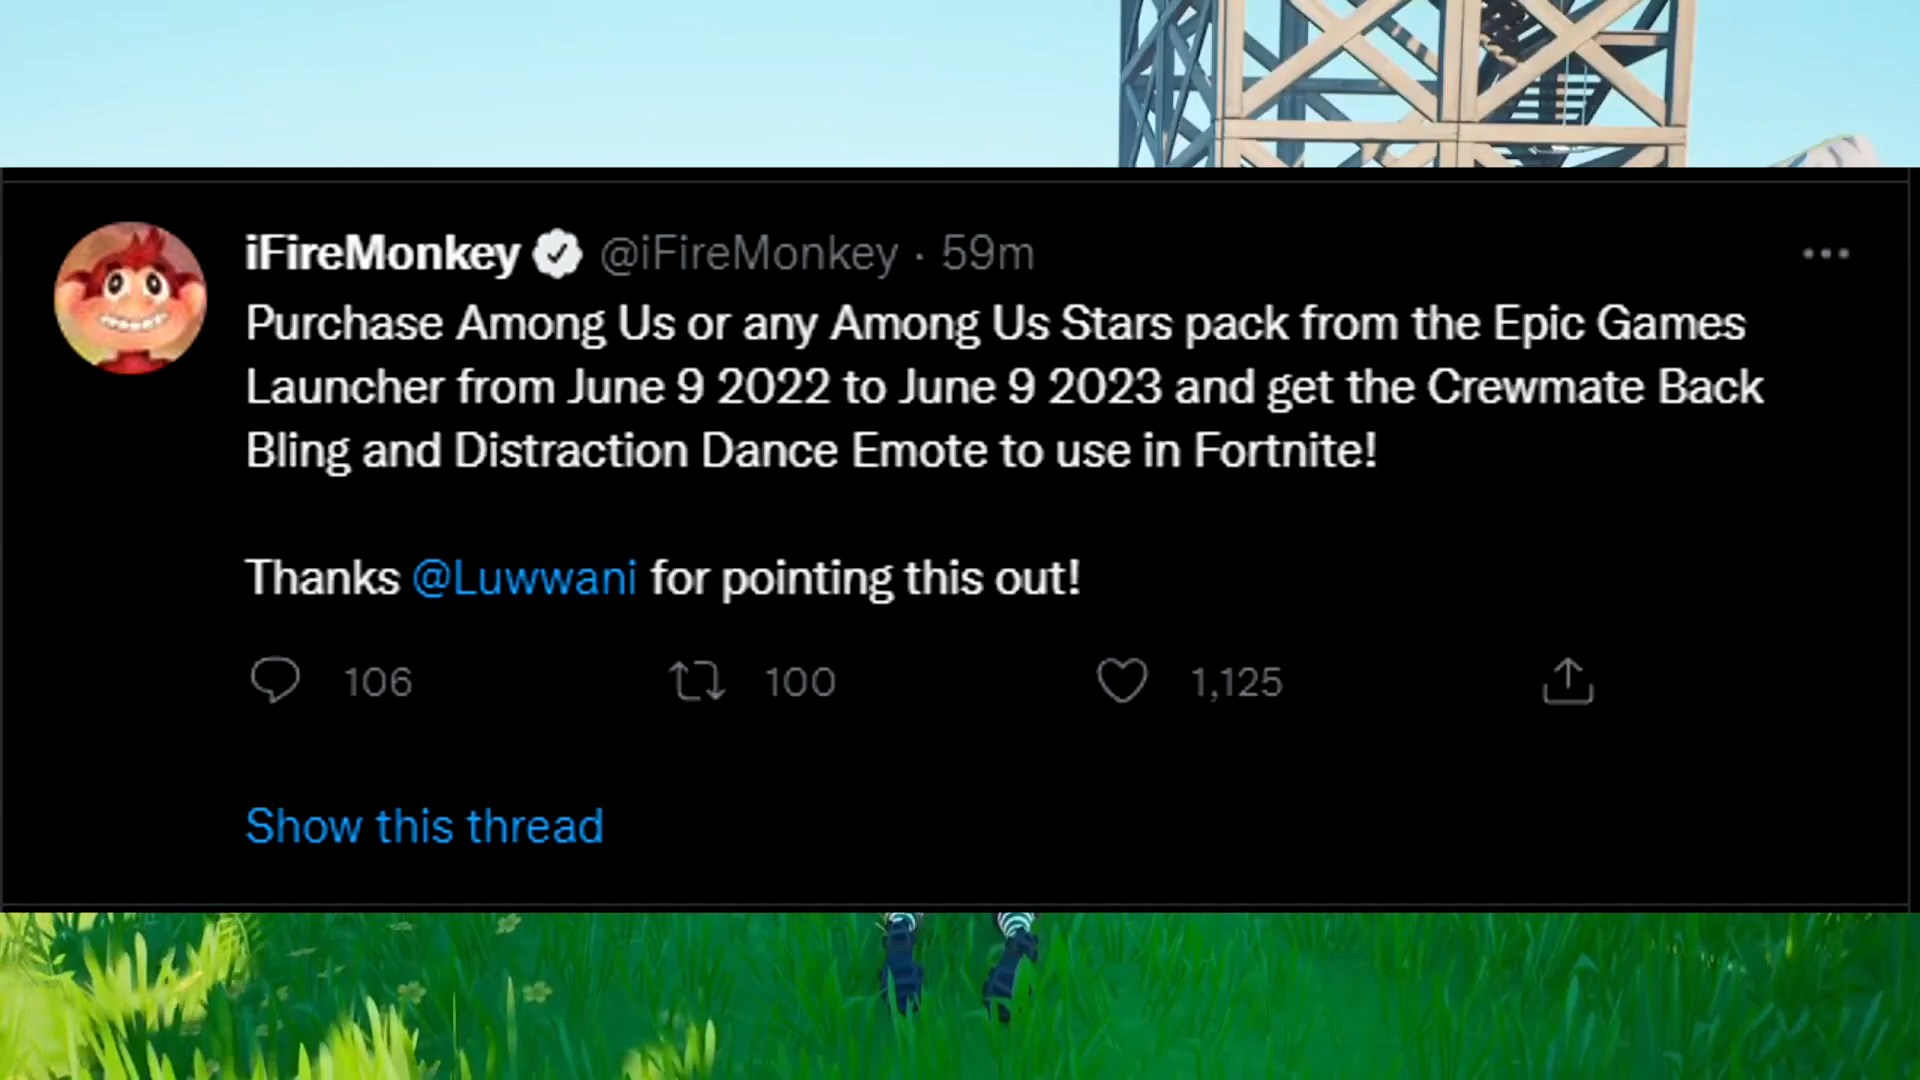 iFireMonkey @iFireMonkey · 59m
Purchase Among Us or any Among Us Stars pack from the Epic Games
Launcher from June 9 2022 to June 9 2023 and get the Crewmate Back
Bling and Distraction Dance Emote to use in Fortnite!
Thanks @Luwwani for pointing this out!
106 100 1,125
Show this thread